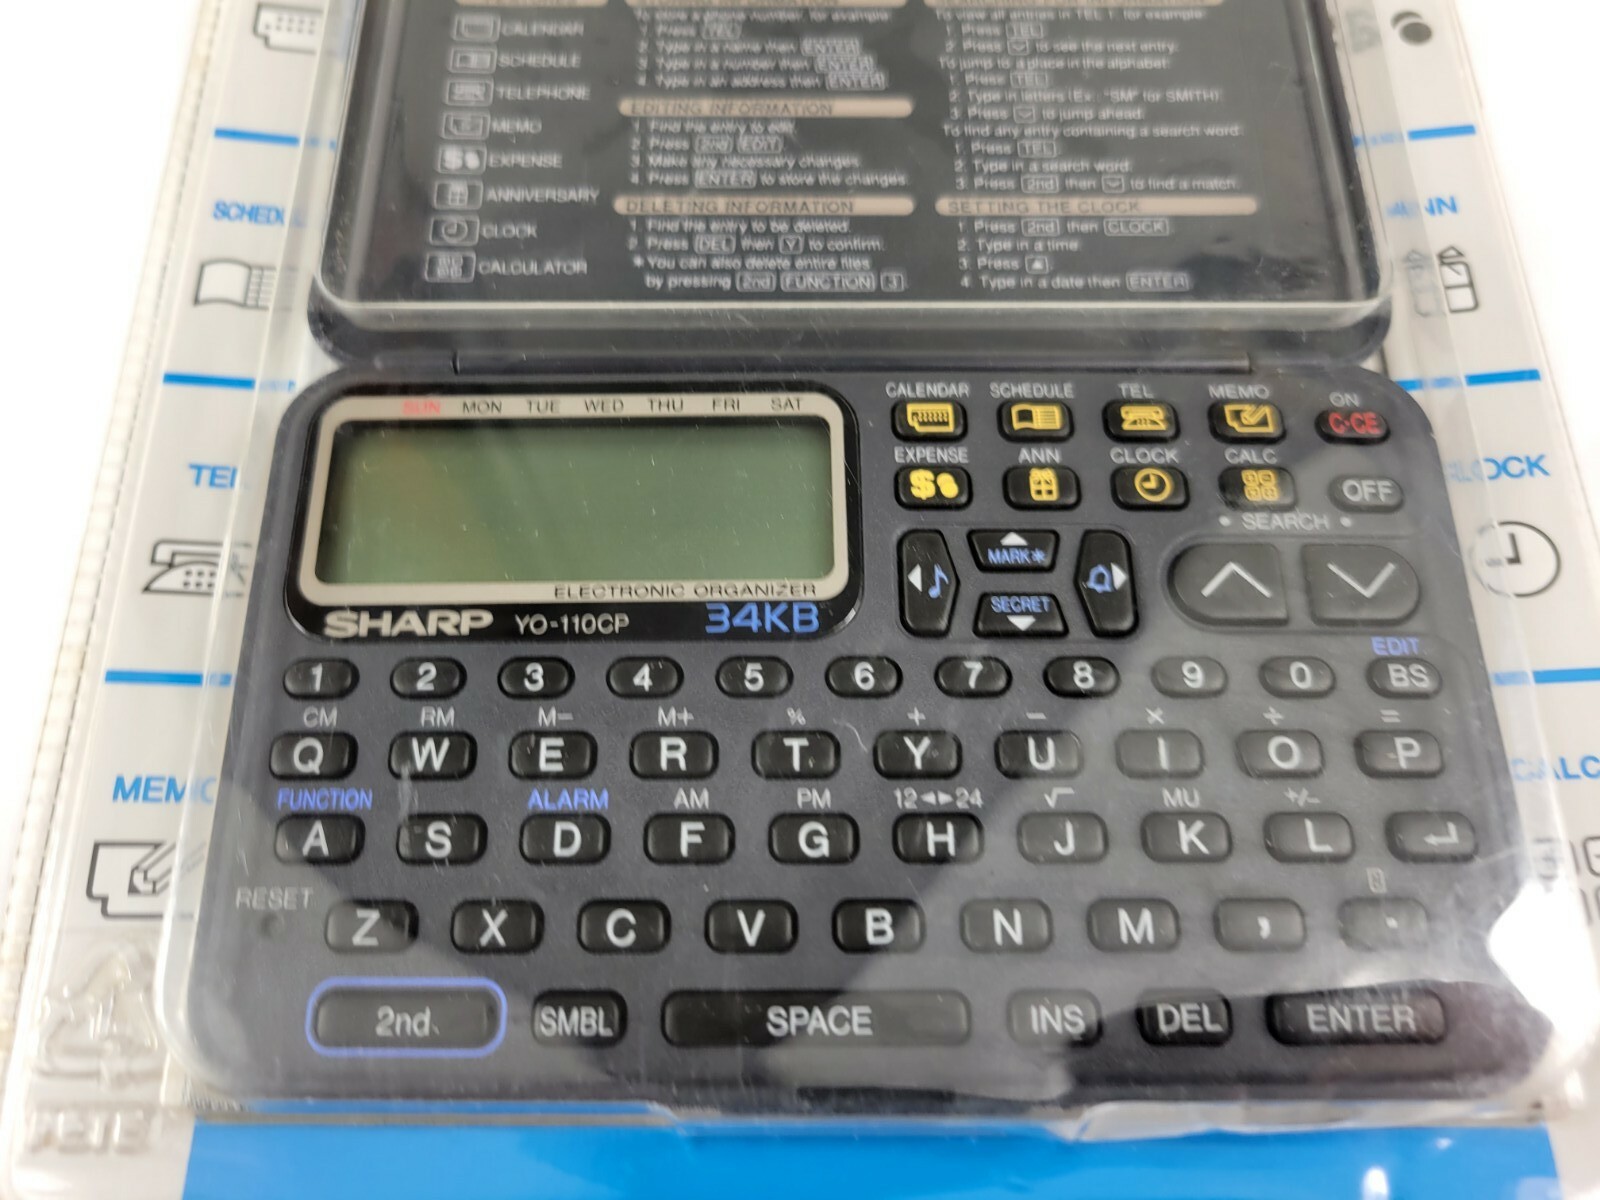 CALENDAR
SCHEDULE
TELEPHONE
MEMO
EXPENSE
ANNIVERSARY
CLOCK
CALCULATOR
To store a phone number, for example:
1. Press TEL
2. Type in a name then ENTER
3. Type in a number then ENTER
4. Type in an address then ENTER
EDITING INFORMATION
1. Find the entry to edit.
2. Press 2nd EDIT
3. Make any necessary changes.
4. Press ENTER to store the changes.
DELETING INFORMATION
1. Find the entry to be deleted.
2. Press DEL then Y to confirm.
* You can also delete entire files
by pressing 2nd FUNCTION 3.
To view all entries in TEL 1, for example:
1. Press TEL
2. Press to see the next entry.
To jump to a place in the alphabet:
1. Press TEL
2. Type in letters (Ex.: "SM" for SMITH)
3. Press to jump ahead.
To find any entry containing a search word:
1. Press TEL
2. Type in a search word.
3. Press 2nd then to find a match.
SETTING THE CLOCK
1. Press 2nd then CLOCK
2. Type in a time.
3. Press
4. Type in a date then ENTER
SCHEDU
TEL
MEMO
ANN
CLOCK
CALC
SUN MON TUE WED THU FRI SAT
ELECTRONIC ORGANIZER
SHARP YO-110CP 34KB
CALENDAR SCHEDULE TEL MEMO ON
C·CE
EXPENSE ANN CLOCK CALC
$ OFF
• SEARCH •
MARK*
SECRET
EDIT
1 2 3 4 5 6 7 8 9 0 BS
CM RM M− M+ % + − × ÷ =
Q W E R T Y U I O P
FUNCTION ALARM AM PM 12◄►24 √ MU +/−
A S D F G H J K L ↵
RESET
Z X C V B N M , .
2nd SMBL SPACE INS DEL ENTER
PETE